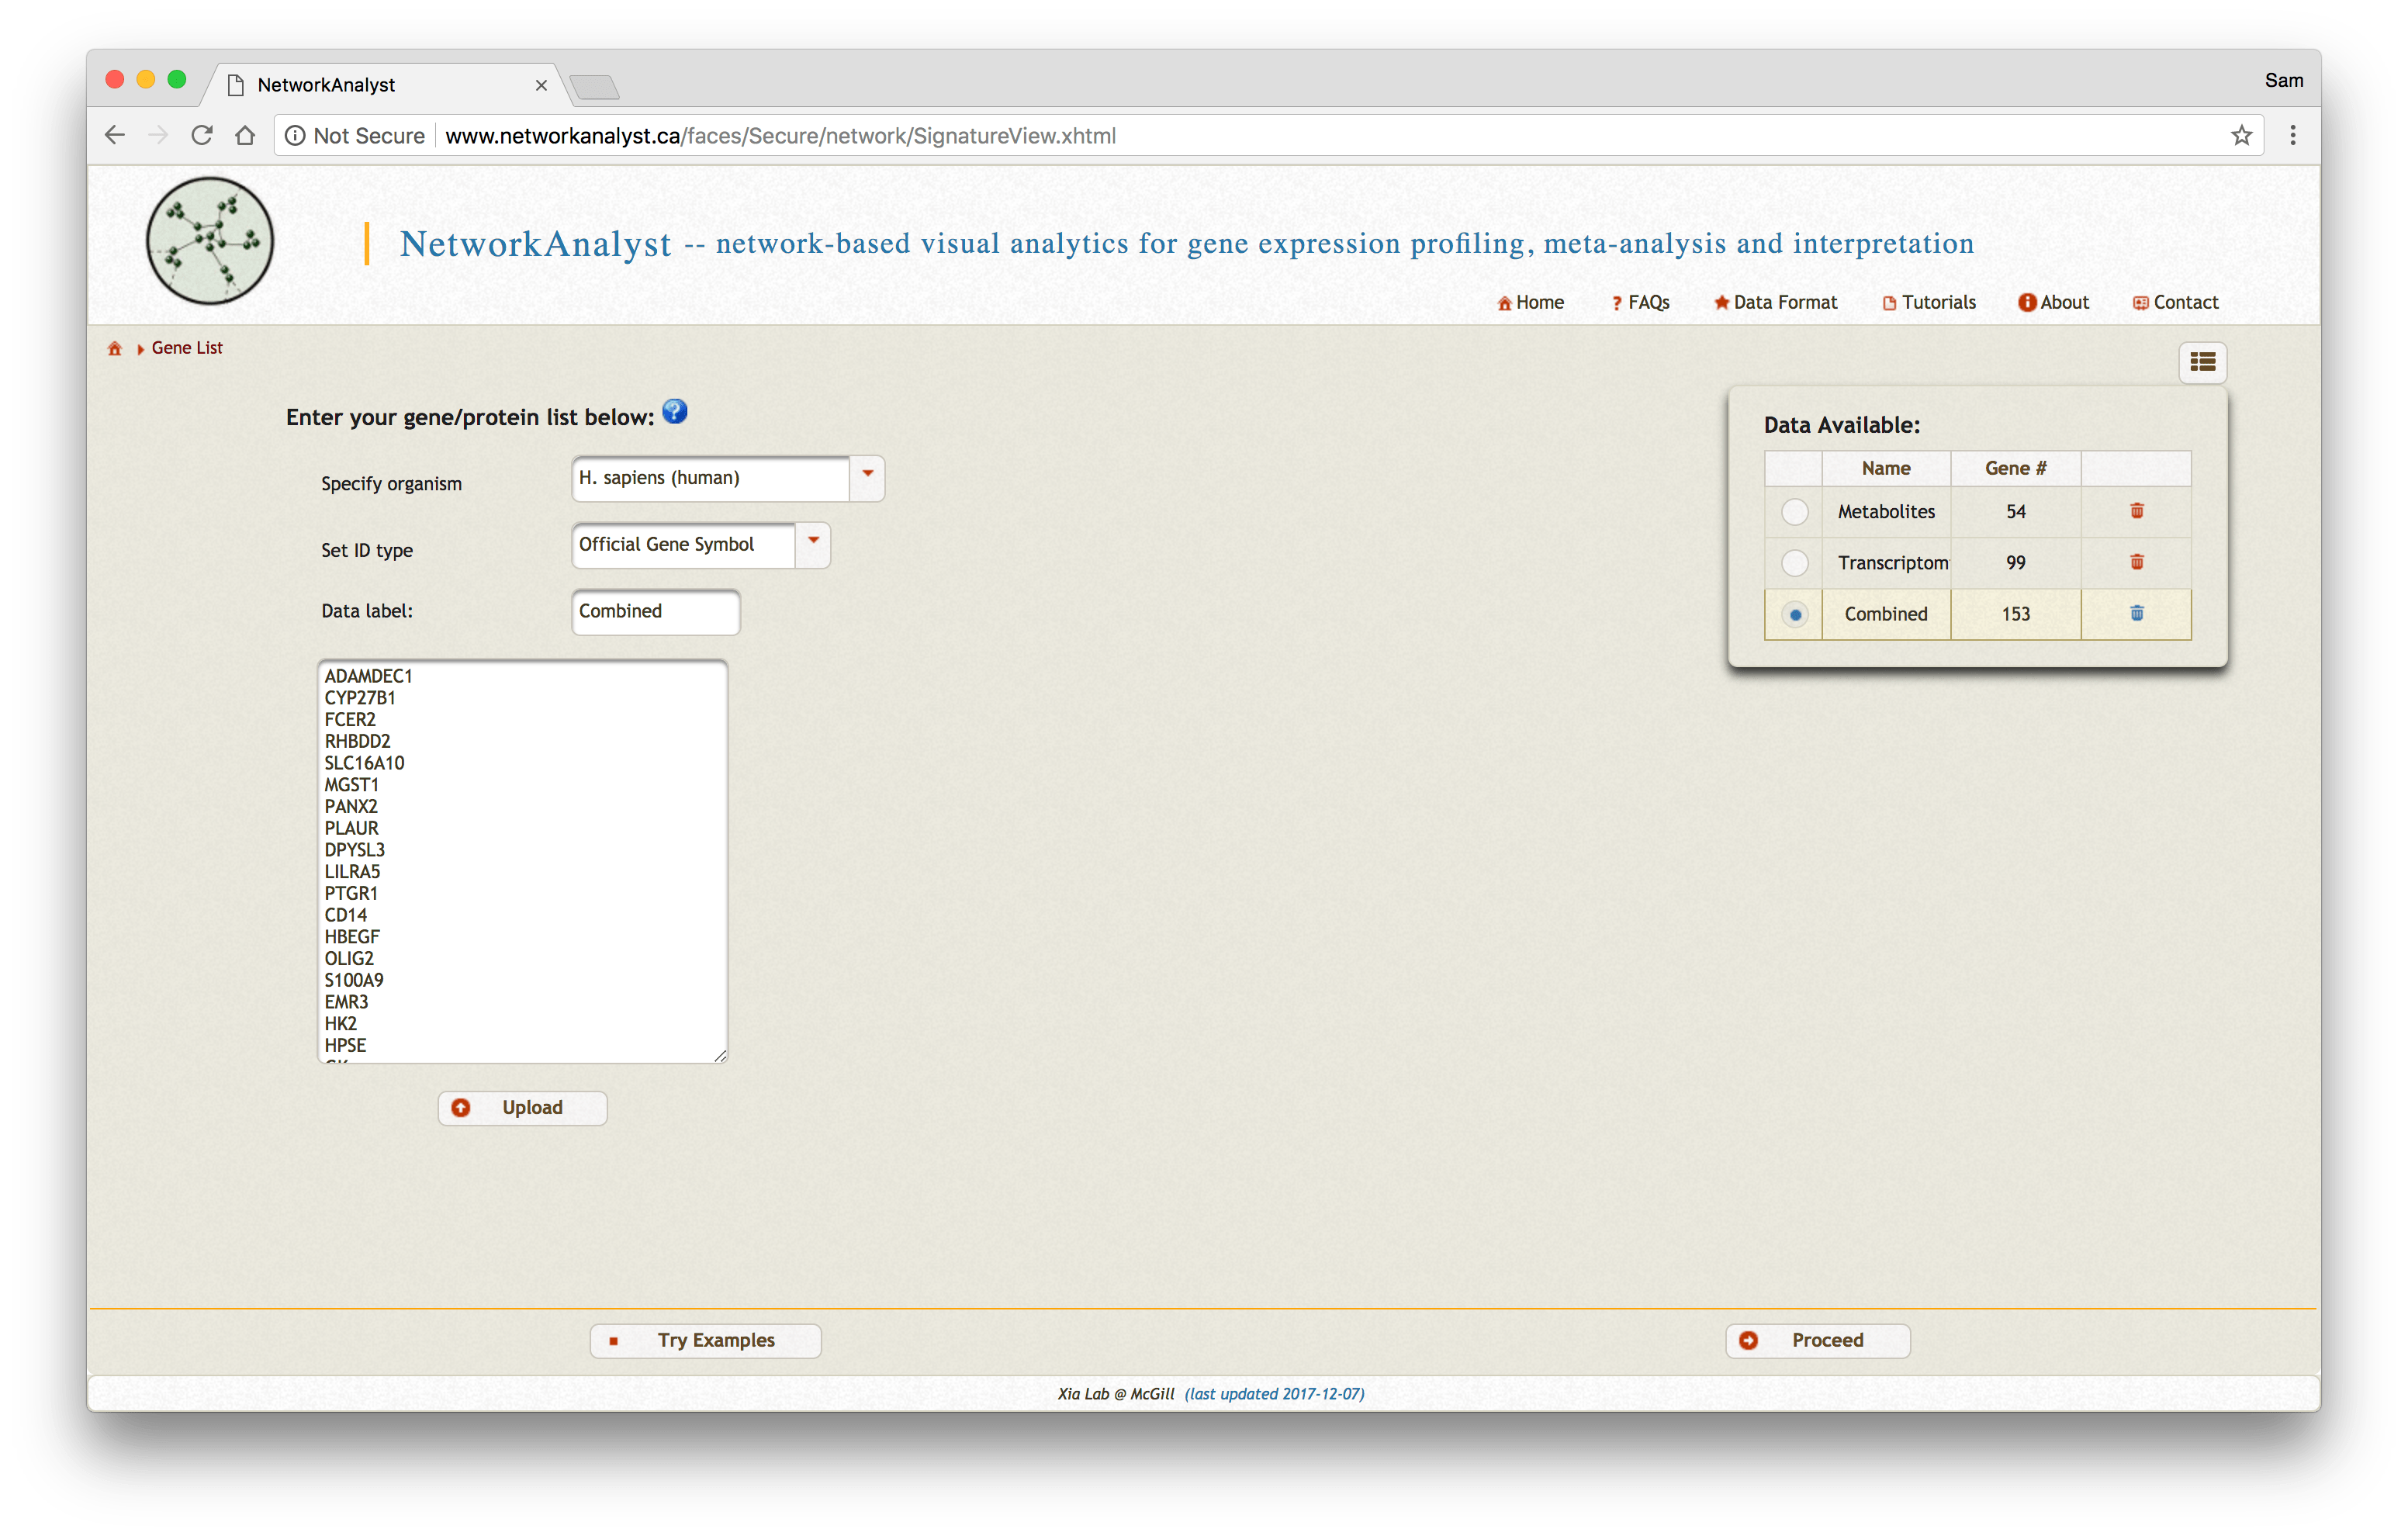 NetworkAnalyst
Sam
Not Secure www.networkanalyst.ca/faces/Secure/network/SignatureView.xhtml
NetworkAnalyst -- network-based visual analytics for gene expression profiling, meta-analysis and interpretation
Home ? FAQs Data Format Tutorials About Contact
Gene List
Enter your gene/protein list below: ?
Specify organism H. sapiens (human)
Set ID type Official Gene Symbol
Data label: Combined
ADAMDEC1
CYP27B1
FCER2
RHBDD2
SLC16A10
MGST1
PANX2
PLAUR
DPYSL3
LILRA5
PTGR1
CD14
HBEGF
OLIG2
S100A9
EMR3
HK2
HPSE
Upload
Data Available:
Name Gene #
Metabolites 54
Transcriptom 99
Combined 153
Try Examples
Proceed
Xia Lab @ McGill (last updated 2017-12-07)